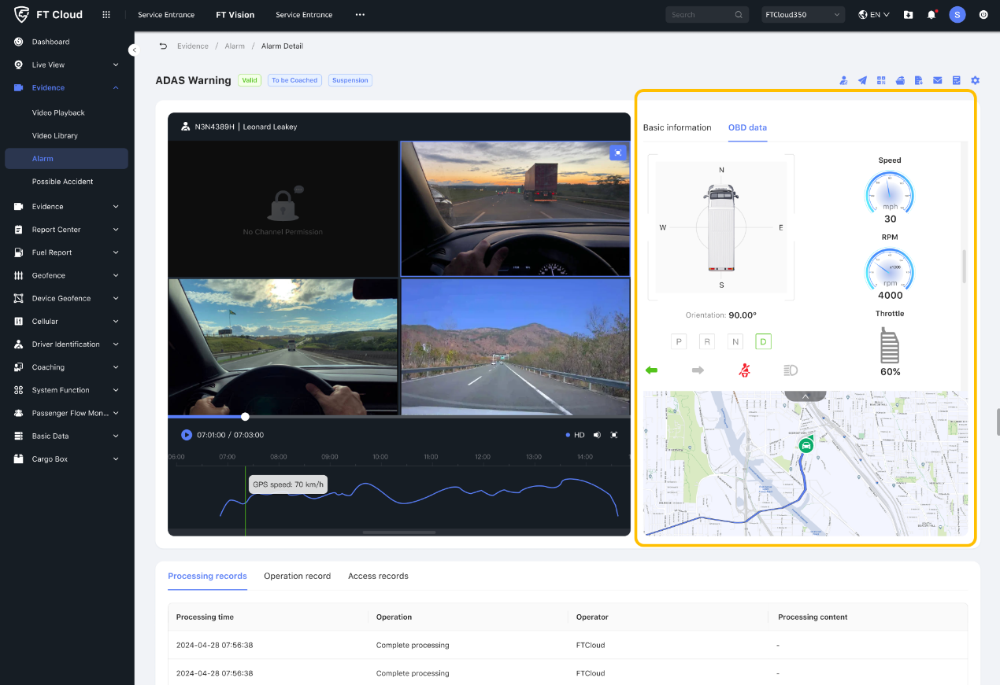 FT Cloud
Service Entrance
FT Vision
Service Entrance
Search
FTCloud350
EN
S
Dashboard
Live View
Evidence
Video Playback
Video Library
Alarm
Possible Accident
Evidence
Report Center
Fuel Report
Geofence
Device Geofence
Cellular
Driver Identification
Coaching
System Function
Passenger Flow Mon...
Basic Data
Cargo Box
Evidence / Alarm / Alarm Detail
ADAS Warning
Valid
To be Coached
Suspension
N3N4389H | Leonard Leakey
No Channel Permission
07:01:00 / 07:03:00
HD
06:00 07:00 08:00 09:00 10:00 11:00 12:00 13:00 14:00
GPS speed: 70 km/h
Basic information
OBD data
N
W
E
S
Orientation: 90.00°
P
R
N
D
Speed
mph
30
RPM
x1000
rpm
4000
Throttle
60%
Processing records
Operation record
Access records
Processing time
Operation
Operator
Processing content
2024-04-28 07:56:38
Complete processing
FTCloud
-
2024-04-28 07:56:38
Complete processing
FTCloud
-